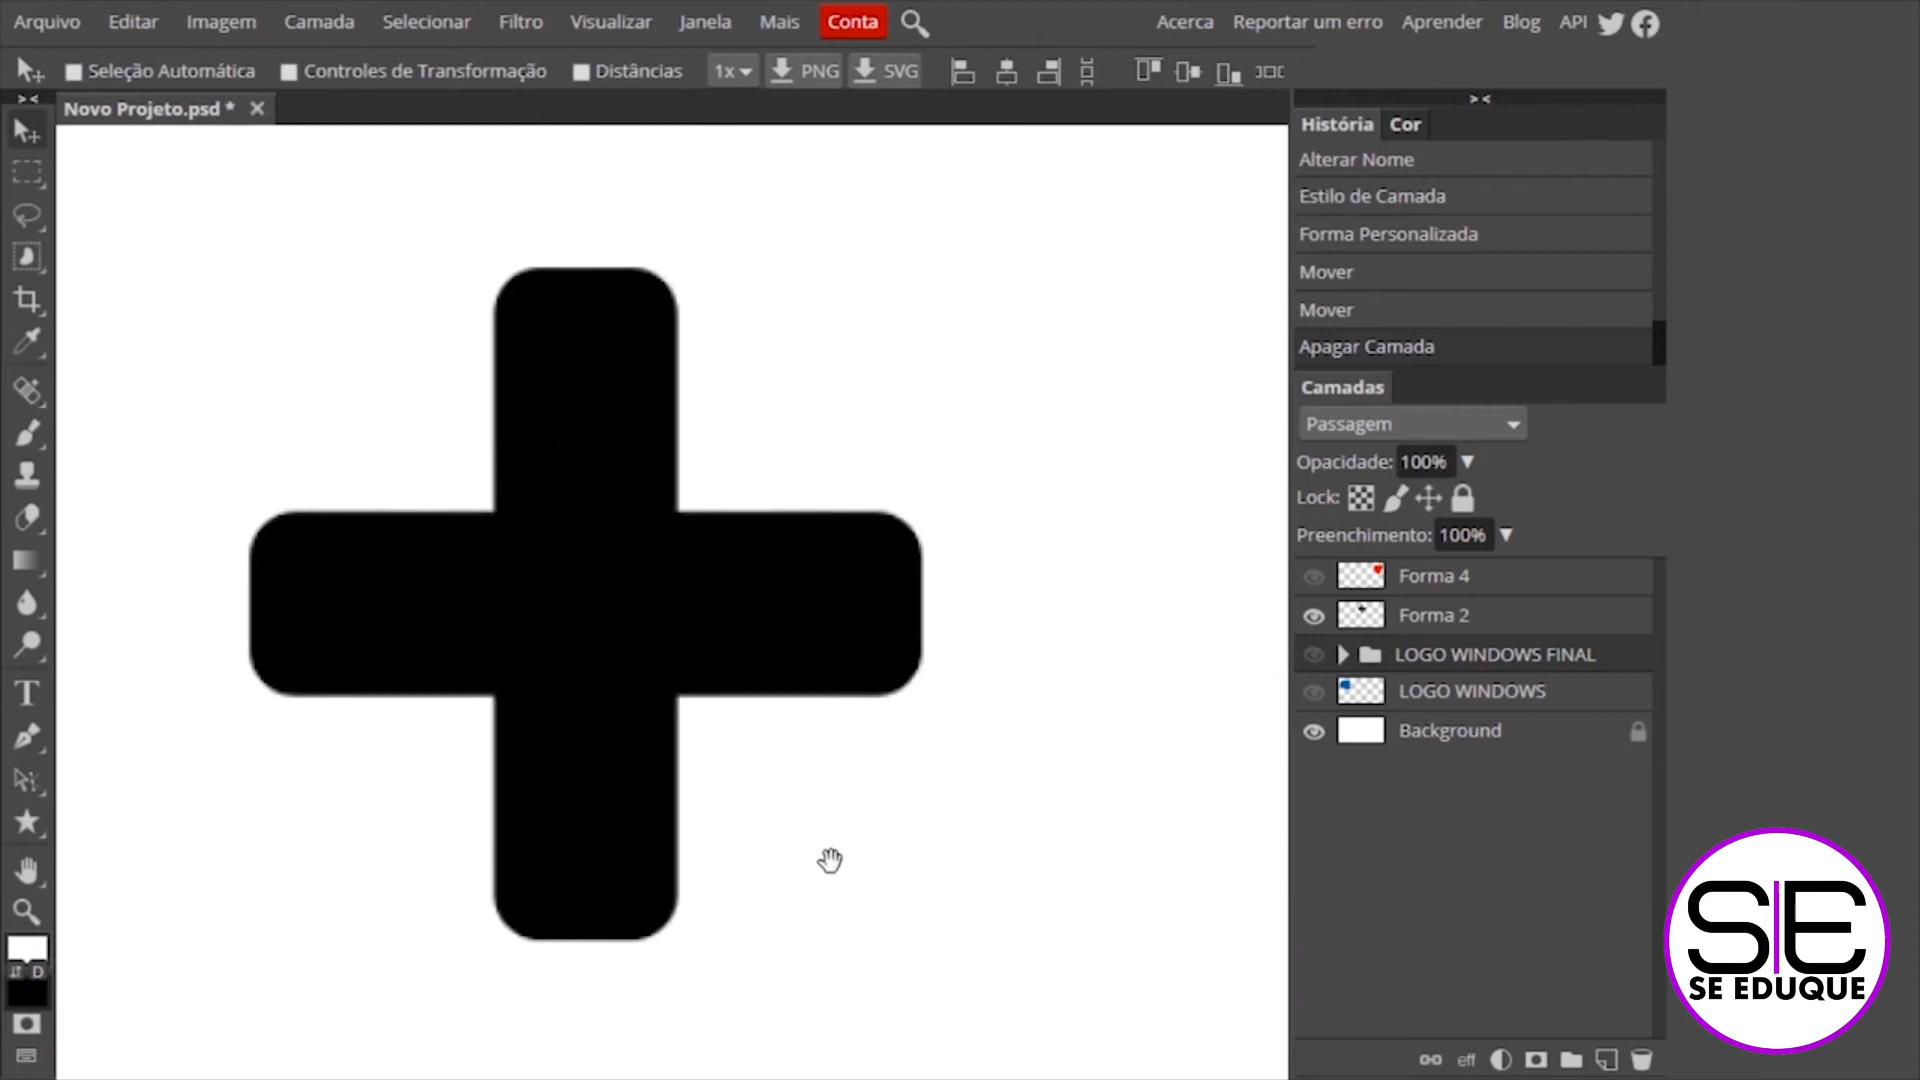 Arquivo Editar Imagem Camada Selecionar Filtro Visualizar Janela Mais Conta Acerca Reportar um erro Aprender Blog API
Seleção Automática Controles de Transformação Distâncias 1x PNG SVG
> < Novo Projeto.psd * > <
História Cor
Alterar Nome
Estilo de Camada
Forma Personalizada
Mover
Mover
Apagar Camada
Camadas
Passagem
Opacidade: 100%
Lock:
Preenchimento: 100%
Forma 4
Forma 2
LOGO WINDOWS FINAL
LOGO WINDOWS
Background
T
D
eff
SE
SE EDUQUE